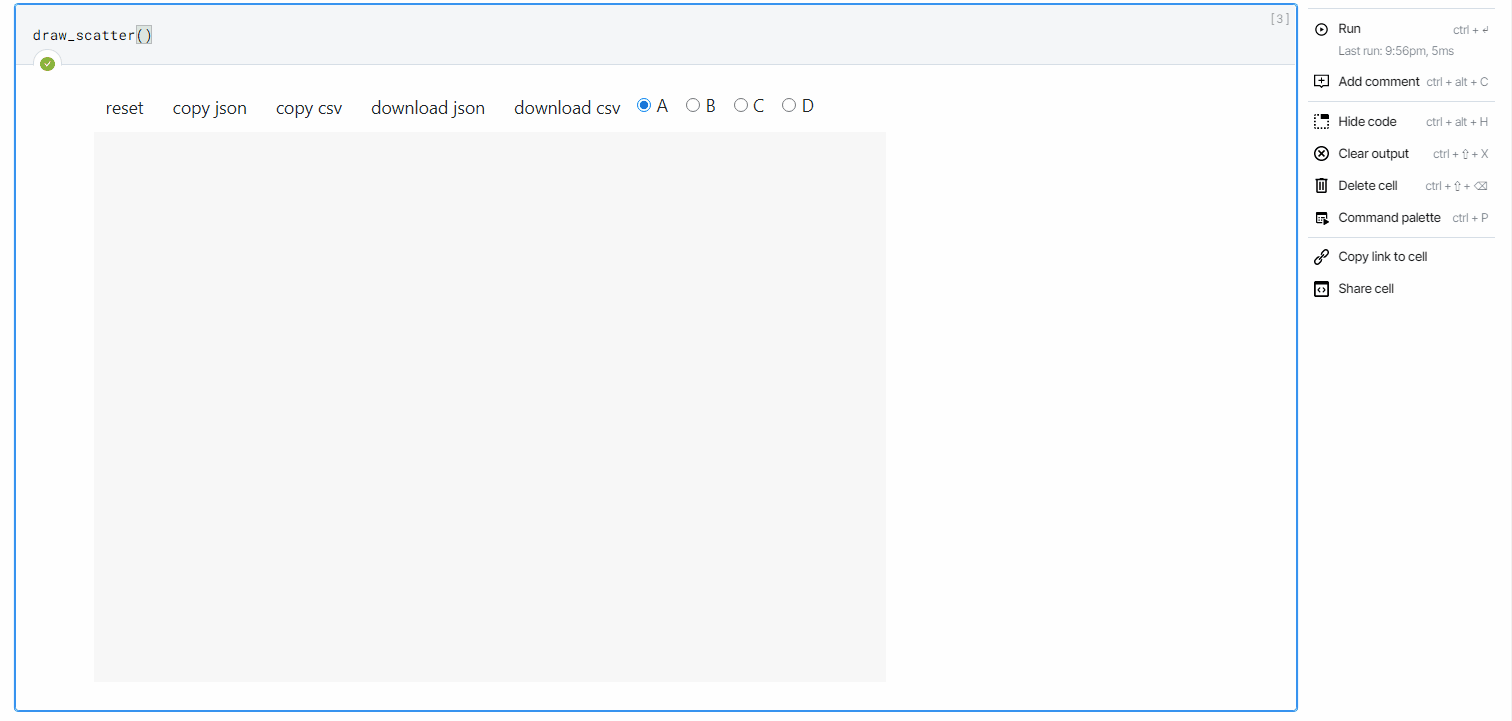 [3]
draw_scatter()
reset copy json copy csv download json download csv A B C D
Run ctrl + ↵
Last run: 9:56pm, 5ms
Add comment ctrl + alt + C
Hide code ctrl + alt + H
Clear output ctrl + ⇧ + X
Delete cell ctrl + ⇧ + ⌫
Command palette ctrl + P
Copy link to cell
Share cell